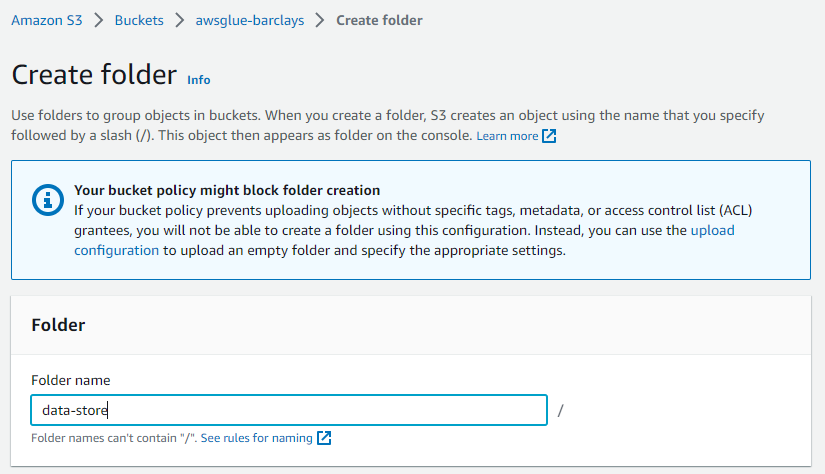 Amazon S3 > Buckets > awsglue-barclays > Create folder
Create folder Info
Use folders to group objects in buckets. When you create a folder, S3 creates an object using the name that you specify
followed by a slash (/). This object then appears as folder on the console. Learn more
Your bucket policy might block folder creation
If your bucket policy prevents uploading objects without specific tags, metadata, or access control list (ACL)
grantees, you will not be able to create a folder using this configuration. Instead, you can use the upload
configuration to upload an empty folder and specify the appropriate settings.
Folder
Folder name
data-store /
Folder names can't contain "/". See rules for naming